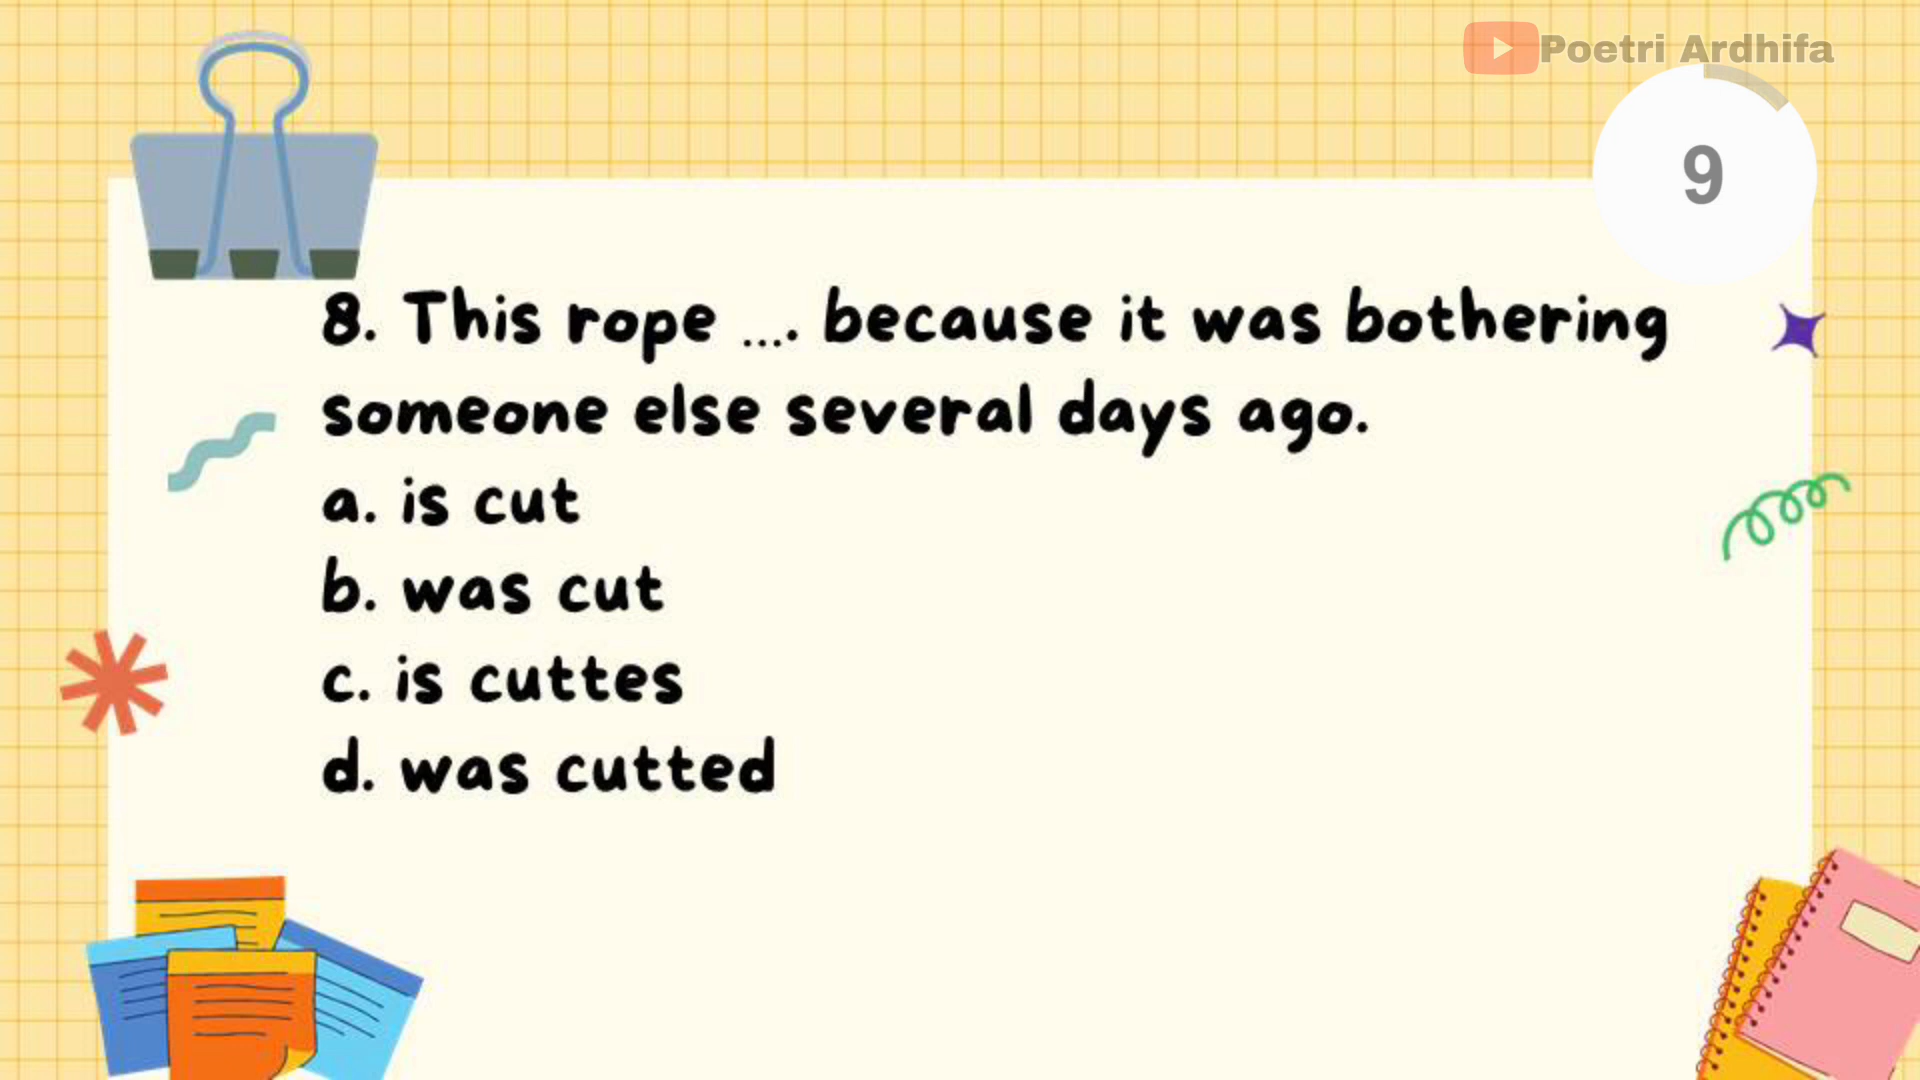 Poetri Ardhifa
9
8. This rope .... because it was bothering
someone else several days ago.
a. is cut
b. was cut
c. is cuttes
d. was cutted